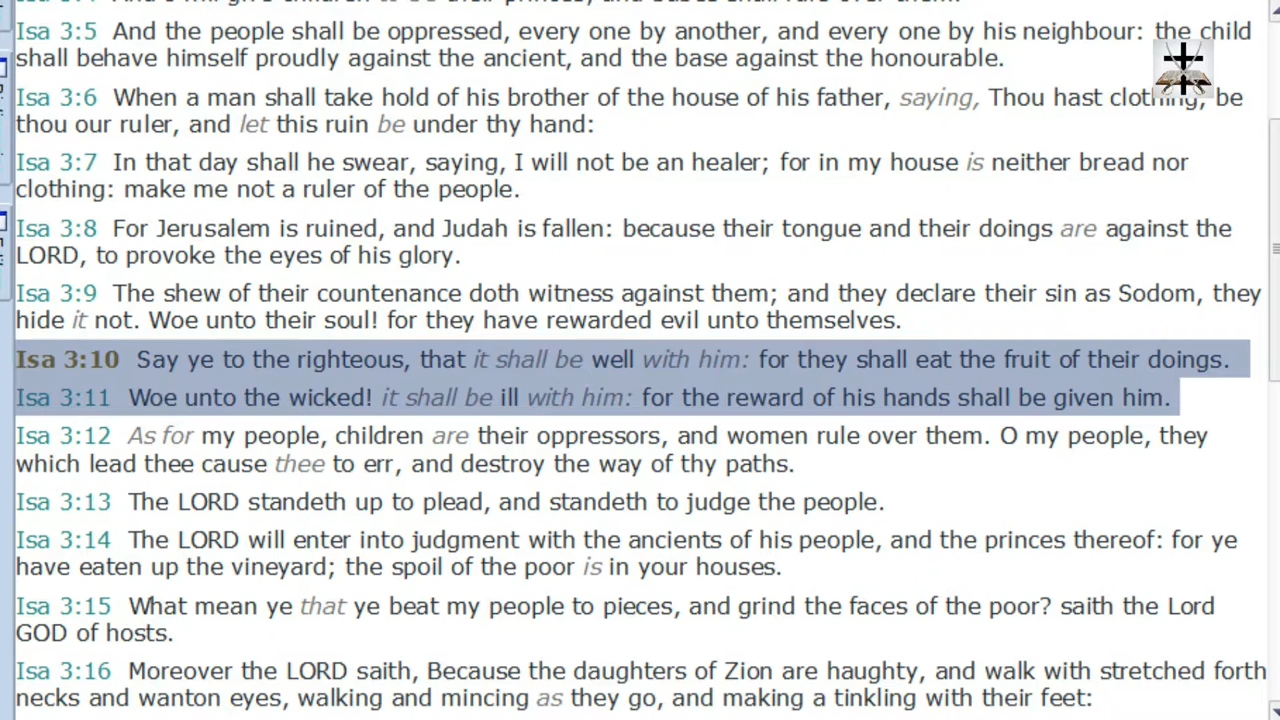 Isa 3:5 And the people shall be oppressed, every one by another, and every one by his neighbour: the child
shall behave himself proudly against the ancient, and the base against the honourable.
Isa 3:6 When a man shall take hold of his brother of the house of his father, saying, Thou hast clothing, be
thou our ruler, and let this ruin be under thy hand:
Isa 3:7 In that day shall he swear, saying, I will not be an healer; for in my house is neither bread nor
clothing: make me not a ruler of the people.
Isa 3:8 For Jerusalem is ruined, and Judah is fallen: because their tongue and their doings are against the
LORD, to provoke the eyes of his glory.
Isa 3:9 The shew of their countenance doth witness against them; and they declare their sin as Sodom, they
hide it not. Woe unto their soul! for they have rewarded evil unto themselves.
Isa 3:10 Say ye to the righteous, that it shall be well with him: for they shall eat the fruit of their doings.
Isa 3:11 Woe unto the wicked! it shall be ill with him: for the reward of his hands shall be given him.
Isa 3:12 As for my people, children are their oppressors, and women rule over them. O my people, they
which lead thee cause thee to err, and destroy the way of thy paths.
Isa 3:13 The LORD standeth up to plead, and standeth to judge the people.
Isa 3:14 The LORD will enter into judgment with the ancients of his people, and the princes thereof: for ye
have eaten up the vineyard; the spoil of the poor is in your houses.
Isa 3:15 What mean ye that ye beat my people to pieces, and grind the faces of the poor? saith the Lord
GOD of hosts.
Isa 3:16 Moreover the LORD saith, Because the daughters of Zion are haughty, and walk with stretched forth
necks and wanton eyes, walking and mincing as they go, and making a tinkling with their feet: